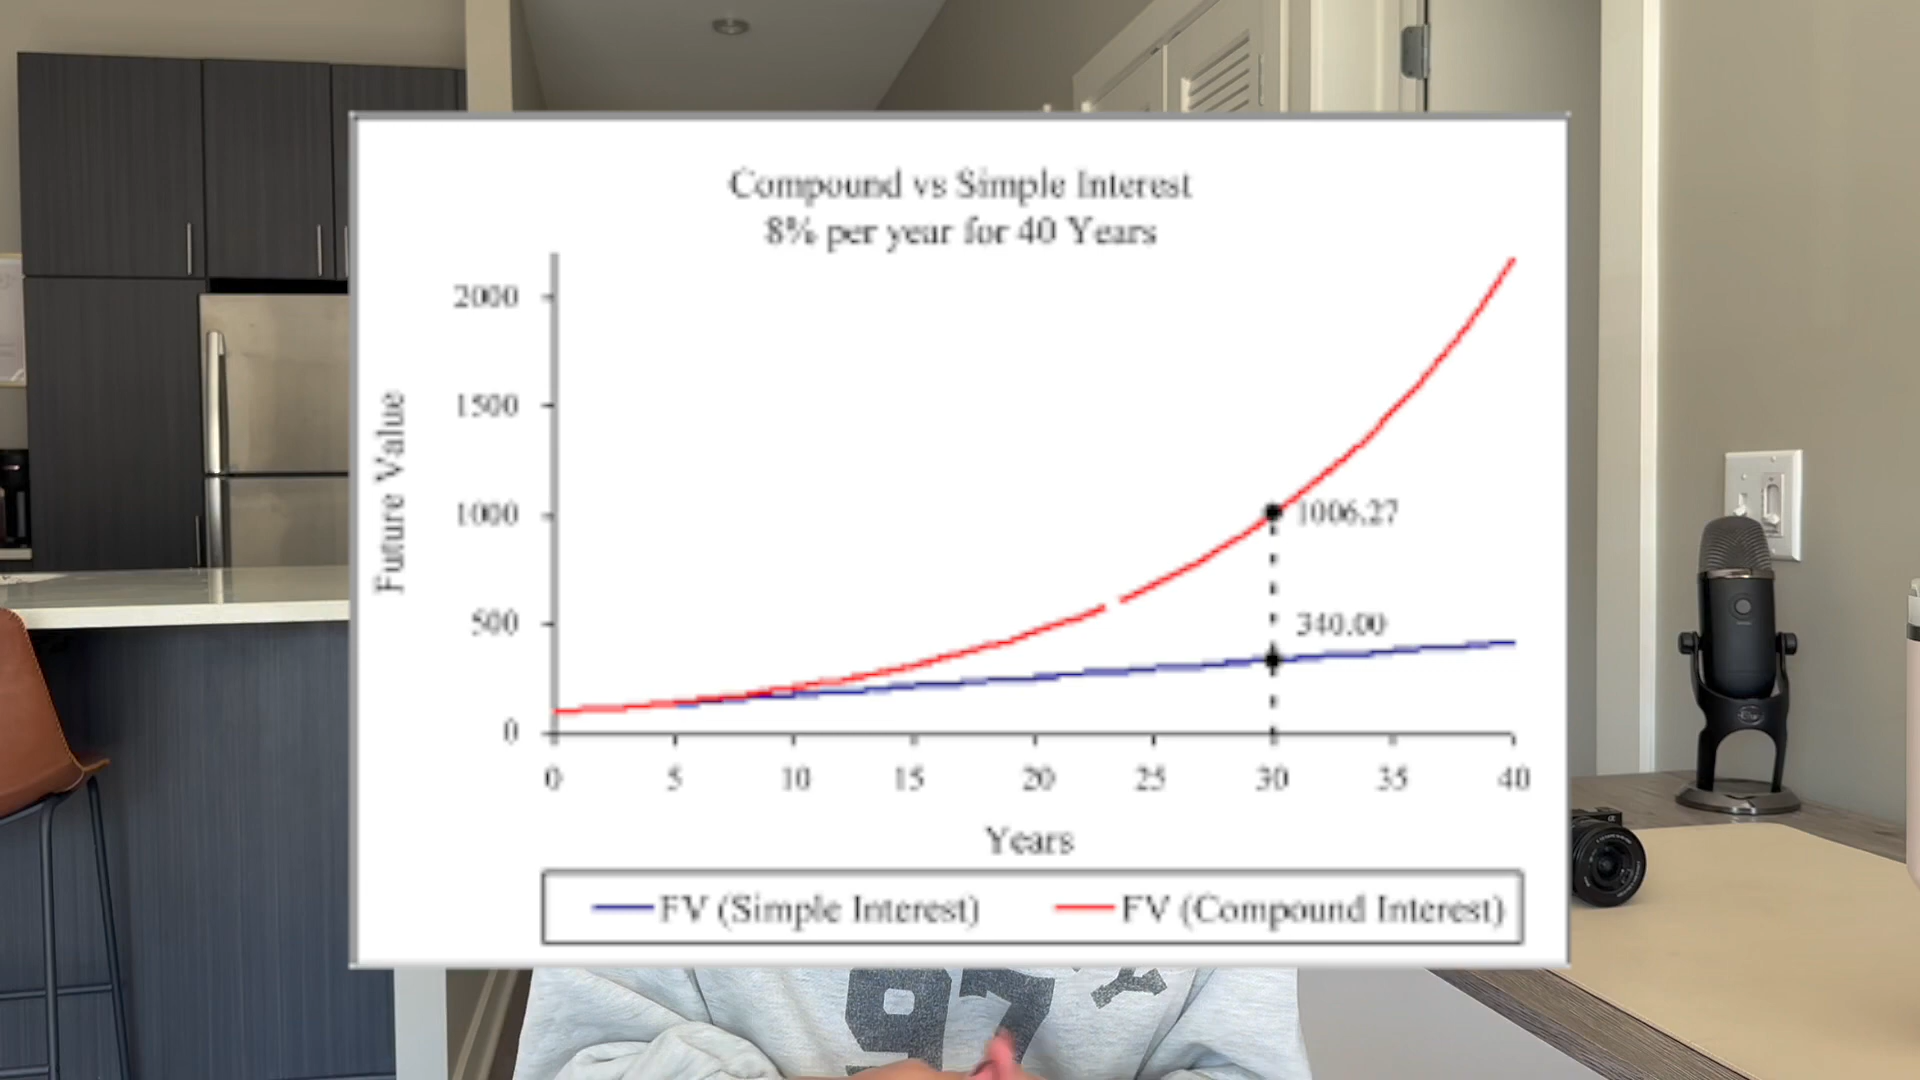 Compound vs Simple Interest
8% per year for 40 Years
Future Value
2000
1500
1000
500
0
1006.27
340.00
0 5 10 15 20 25 30 35 40
Years
FV (Simple Interest) FV (Compound Interest)
97